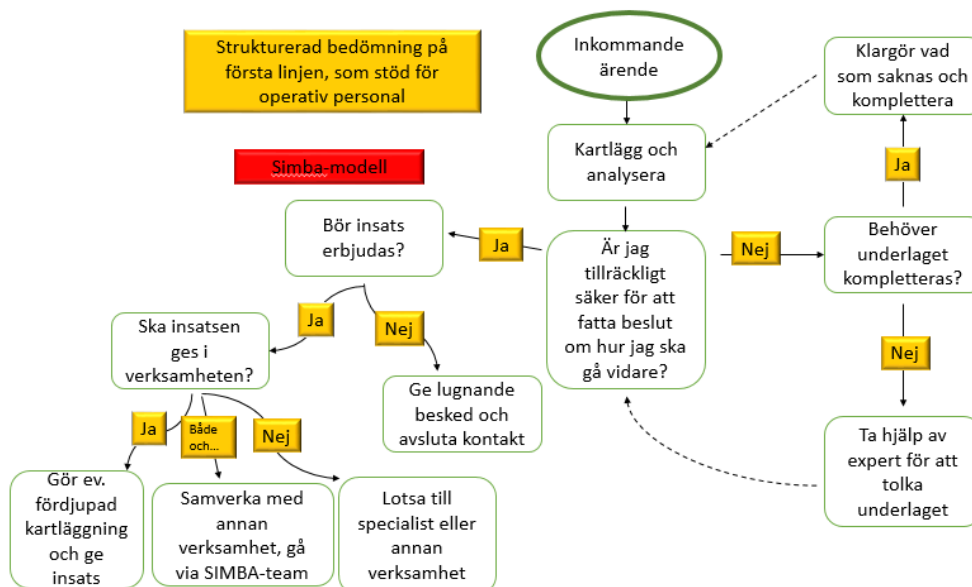 Strukturerad bedömning på
första linjen, som stöd för
operativ personal
Inkommande
ärende
Klargör vad
som saknas och
komplettera
Kartlägg och
analysera
Simba-modell
Ja
Bör insats
erbjudas?
Ja
Är jag
tillräckligt
säker för att
fatta beslut
om hur jag ska
gå vidare?
Nej
Behöver
underlaget
kompletteras?
Ja
Nej
Ska insatsen
ges i
verksamheten?
Nej
Ge lugnande
besked och
avsluta kontakt
Ja
Både
och...
Nej
Ta hjälp av
expert för att
tolka
underlaget
Gör ev.
fördjupad
kartläggning
och ge
insats
Samverka med
annan
verksamhet, gå
via SIMBA-team
Lotsa till
specialist eller
annan
verksamhet